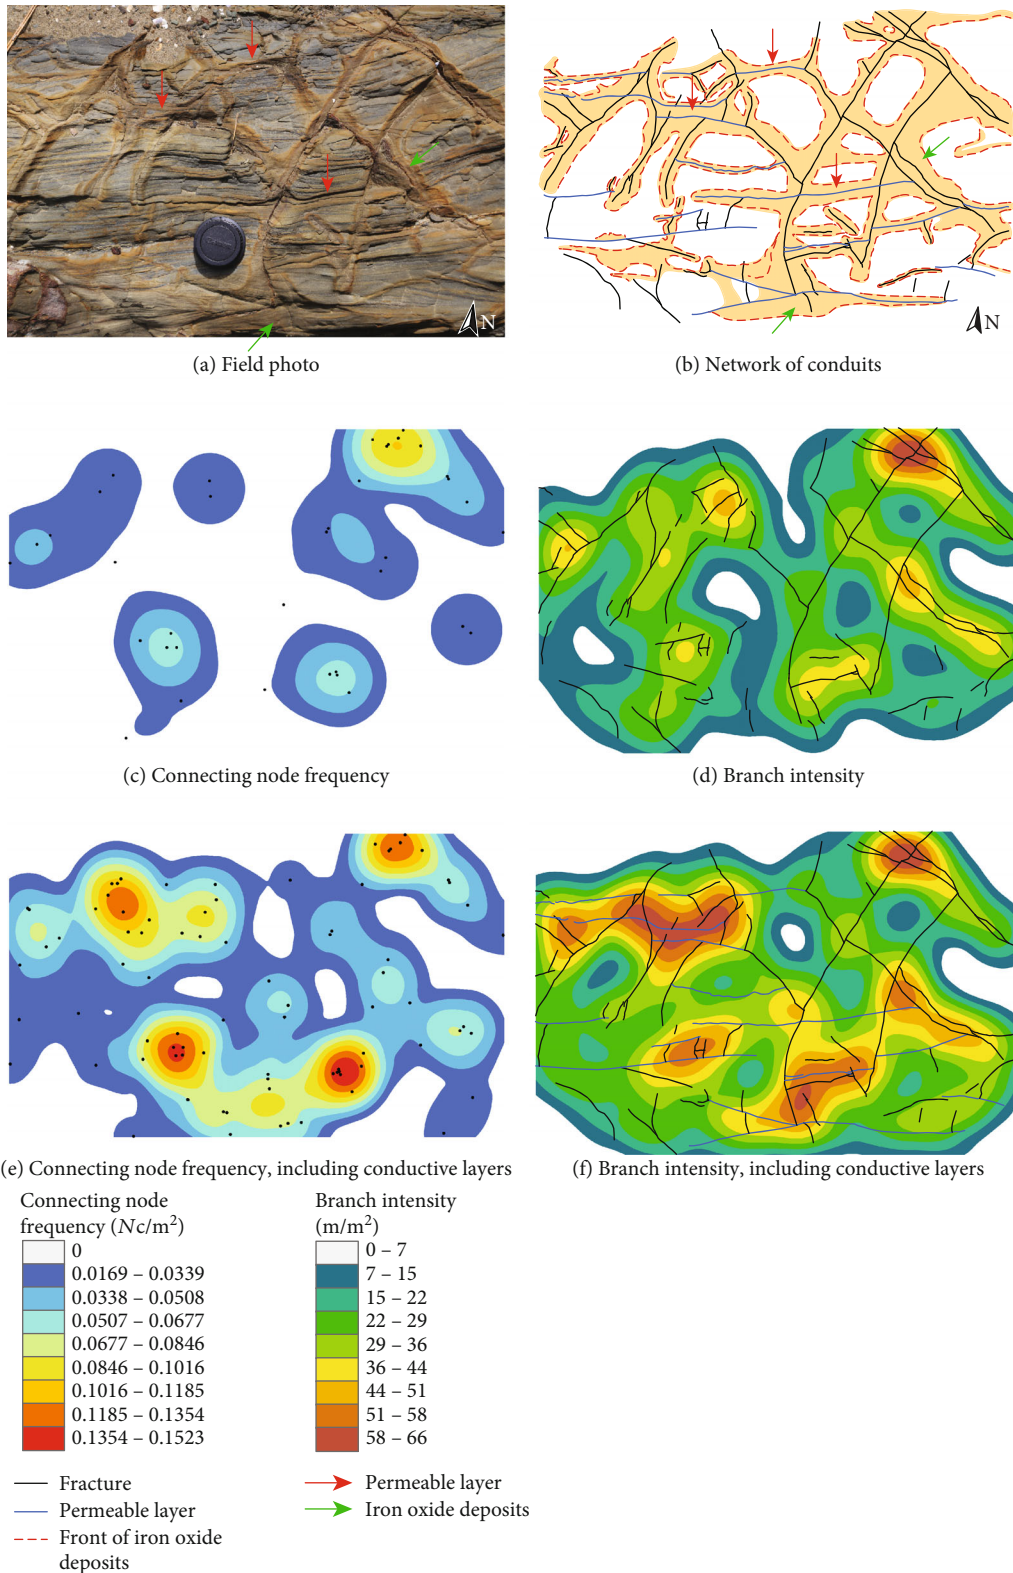 N
N
(a) Field photo
(b) Network of conduits
(c) Connecting node frequency
(d) Branch intensity
(e) Connecting node frequency, including conductive layers
(f) Branch intensity, including conductive layers
Connecting node
frequency (Nc/m²)
0
0.0169 – 0.0339
0.0338 – 0.0508
0.0507 – 0.0677
0.0677 – 0.0846
0.0846 – 0.1016
0.1016 – 0.1185
0.1185 – 0.1354
0.1354 – 0.1523
Branch intensity
(m/m²)
0 – 7
7 – 15
15 – 22
22 – 29
29 – 36
36 – 44
44 – 51
51 – 58
58 – 66
Fracture
Permeable layer
Front of iron oxide
deposits
Permeable layer
Iron oxide deposits